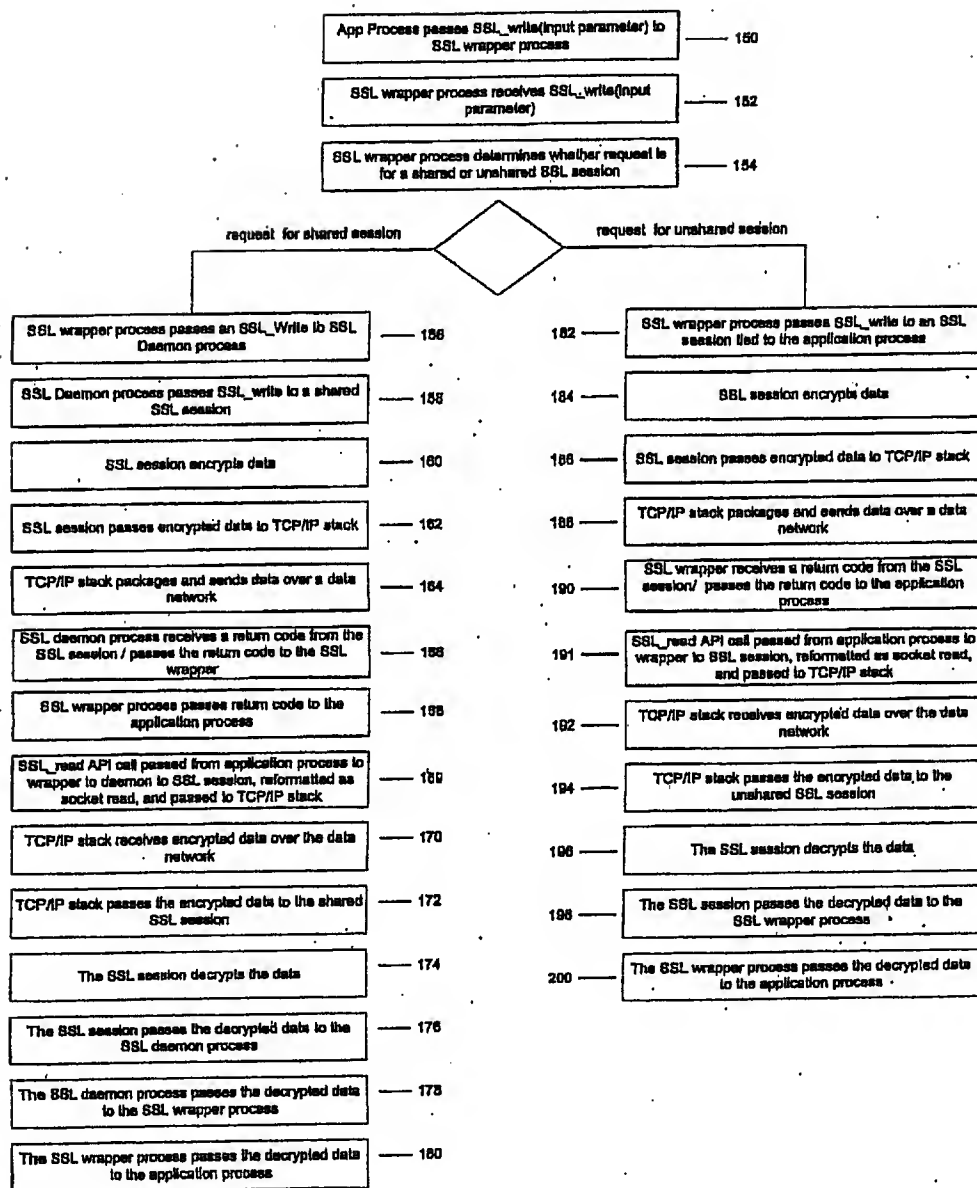 App Process passes SSL_write(input parameter) to
SSL wrapper process
150
SSL wrapper process receives SSL_write(input
parameter)
152
SSL wrapper process determines whether request is
for a shared or unshared SSL session
154
request for shared session
request for unshared session
SSL wrapper process passes an SSL_Write to SSL
Daemon process
156
SSL Daemon process passes SSL_write to a shared
SSL session
158
SSL session encrypts data
160
SSL session passes encrypted data to TCP/IP stack
162
TCP/IP stack packages and sends data over a data
network
164
SSL daemon process receives a return code from the
SSL session / passes the return code to the SSL
wrapper
166
SSL wrapper process passes return code to the
application process
168
SSL_read API call passed from application process to
wrapper to daemon to SSL session, reformatted as
socket read, and passed to TCP/IP stack
169
TCP/IP stack receives encrypted data over the data
network
170
TCP/IP stack passes the encrypted data to the shared
SSL session
172
The SSL session decrypts the data
174
The SSL session passes the decrypted data to the
SSL daemon process
176
The SSL daemon process passes the decrypted data
to the SSL wrapper process
178
The SSL wrapper process passes the decrypted data
to the application process
180
182
SSL wrapper process passes SSL_write to an SSL
session tied to the application process
184
SSL session encrypts data
186
SSL session passes encrypted data to TCP/IP stack
188
TCP/IP stack packages and sends data over a data
network
190
SSL wrapper receives a return code from the SSL
session/ passes the return code to the application
process
191
SSL_read API call passed from application process to
wrapper to SSL session, reformatted as socket read,
and passed to TCP/IP stack
192
TCP/IP stack receives encrypted data over the data
network
194
TCP/IP stack passes the encrypted data to the
unshared SSL session
196
The SSL session decrypts the data
198
The SSL session passes the decrypted data to the
SSL wrapper process
200
The SSL wrapper process passes the decrypted data
to the application process